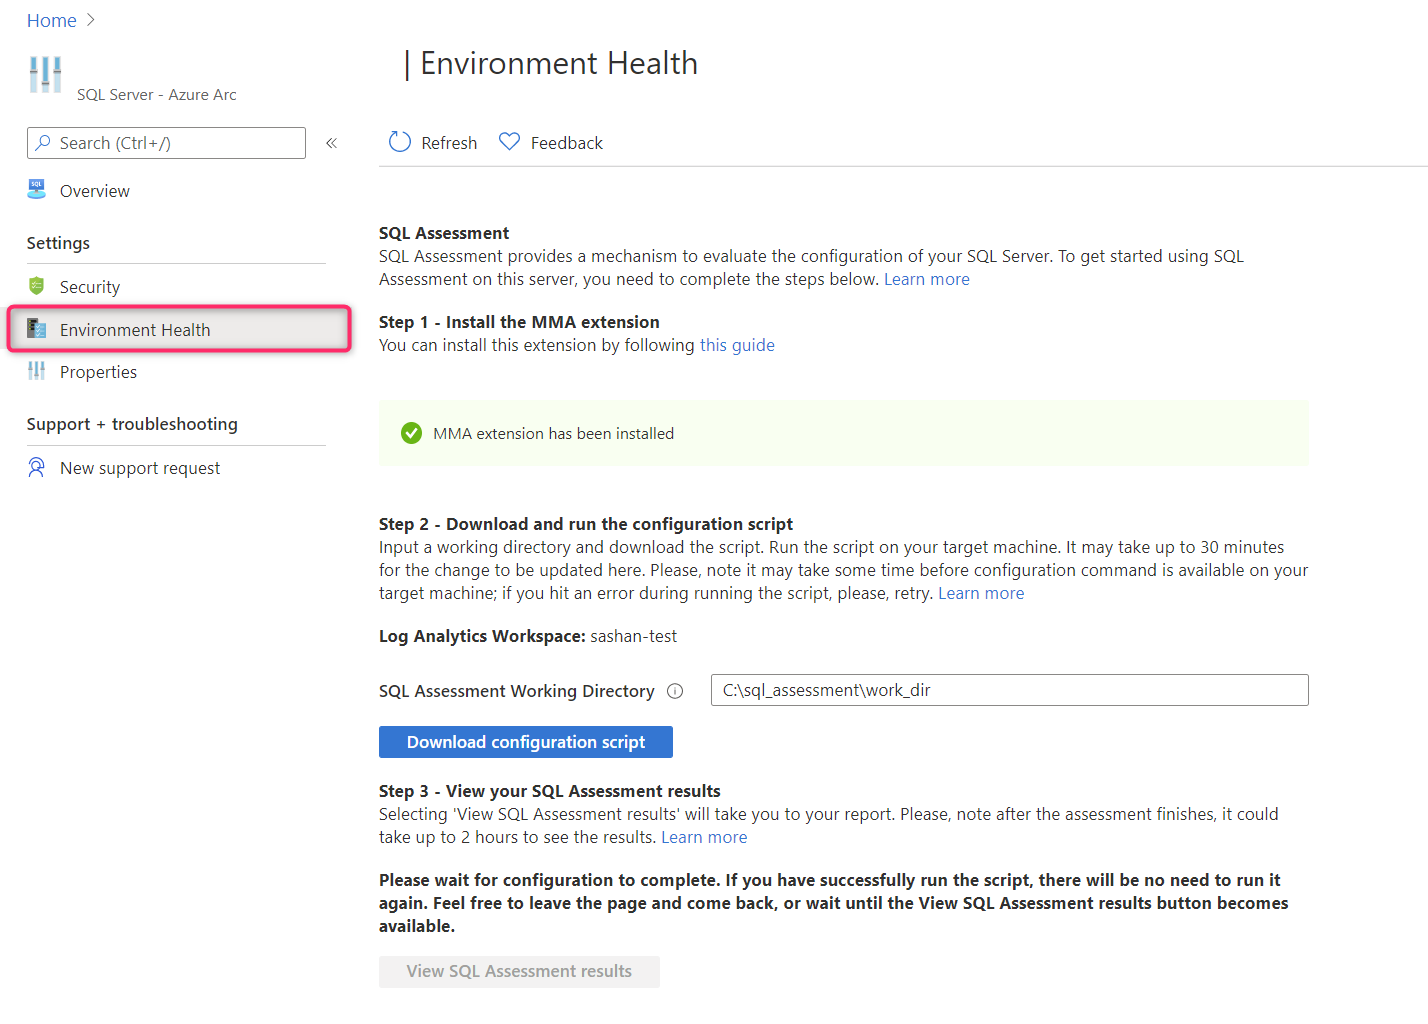 Home
SQL Server - Azure Arc
Search (Ctrl+/)
«
Overview
Settings
Security
Environment Health
Properties
Support + troubleshooting
New support request
| Environment Health
Refresh
Feedback
SQL Assessment
SQL Assessment provides a mechanism to evaluate the configuration of your SQL Server. To get started using SQL
Assessment on this server, you need to complete the steps below. Learn more
Step 1 - Install the MMA extension
You can install this extension by following this guide
MMA extension has been installed
Step 2 - Download and run the configuration script
Input a working directory and download the script. Run the script on your target machine. It may take up to 30 minutes
for the change to be updated here. Please, note it may take some time before configuration command is available on your
target machine; if you hit an error during running the script, please, retry. Learn more
Log Analytics Workspace: sashan-test
SQL Assessment Working Directory
C:\sql_assessment\work_dir
Download configuration script
Step 3 - View your SQL Assessment results
Selecting 'View SQL Assessment results' will take you to your report. Please, note after the assessment finishes, it could
take up to 2 hours to see the results. Learn more
Please wait for configuration to complete. If you have successfully run the script, there will be no need to run it
again. Feel free to leave the page and come back, or wait until the View SQL Assessment results button becomes
available.
View SQL Assessment results